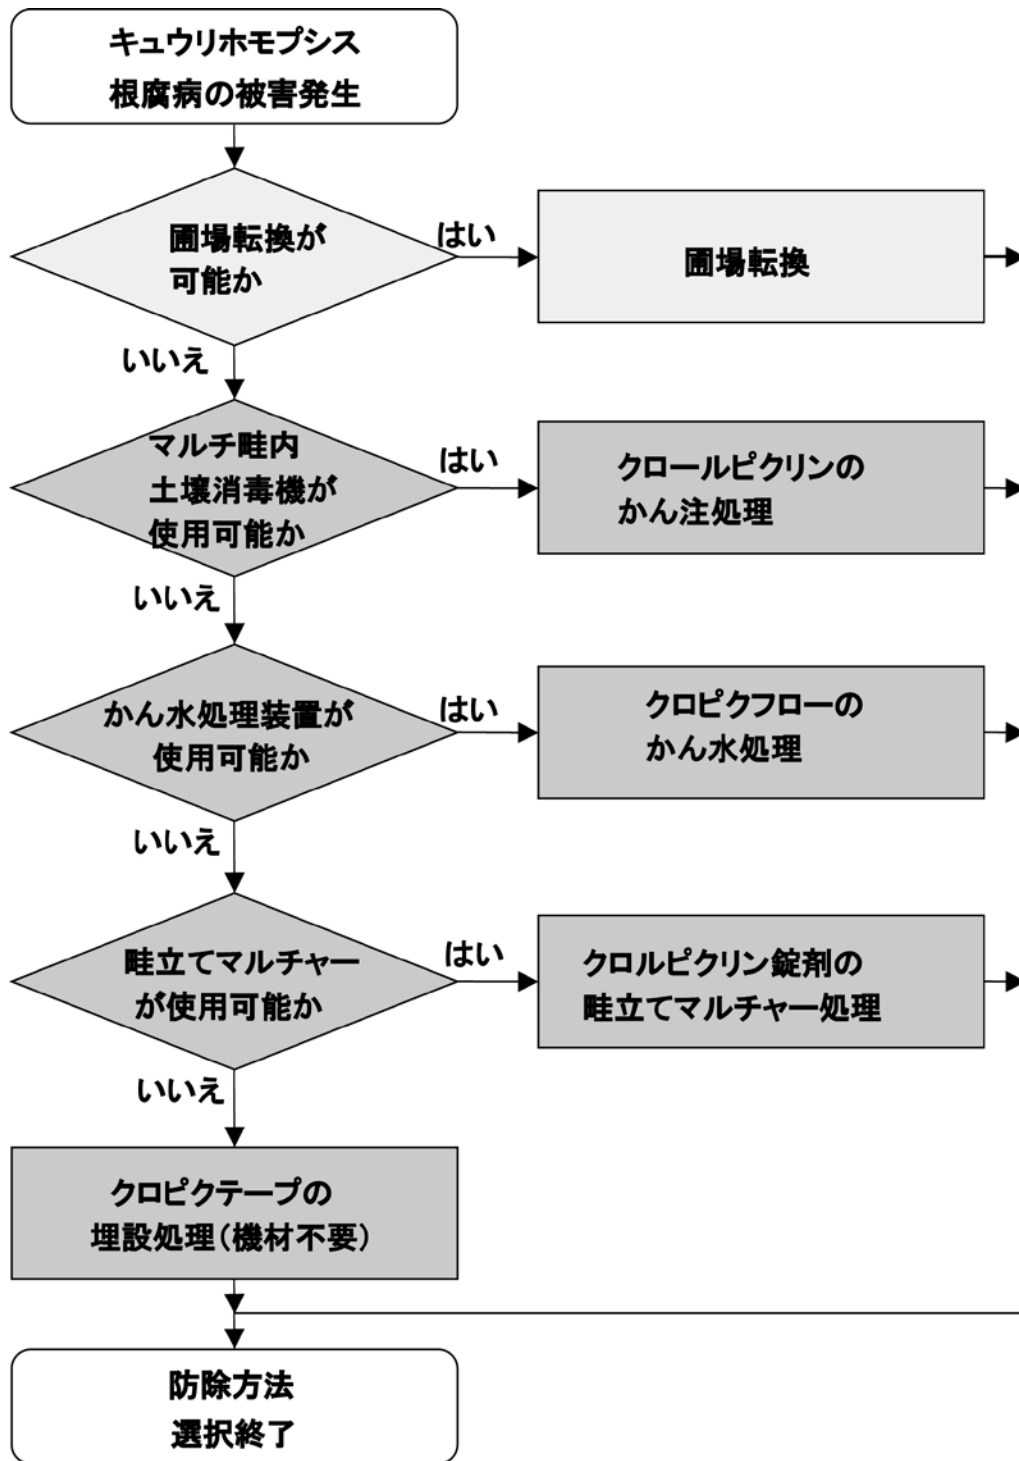 キュウリホモプシス
根腐病の被害発生
圃場転換が
可能か
はい
圃場転換
いいえ
マルチ畦内
土壌消毒機が
使用可能か
はい
クロールピクリンの
かん注処理
いいえ
かん水処理装置が
使用可能か
はい
クロピクフローの
かん水処理
いいえ
畦立てマルチャー
が使用可能か
はい
クロルピクリン錠剤の
畦立てマルチャー処理
いいえ
クロピクテープの
埋設処理(機材不要)
防除方法
選択終了